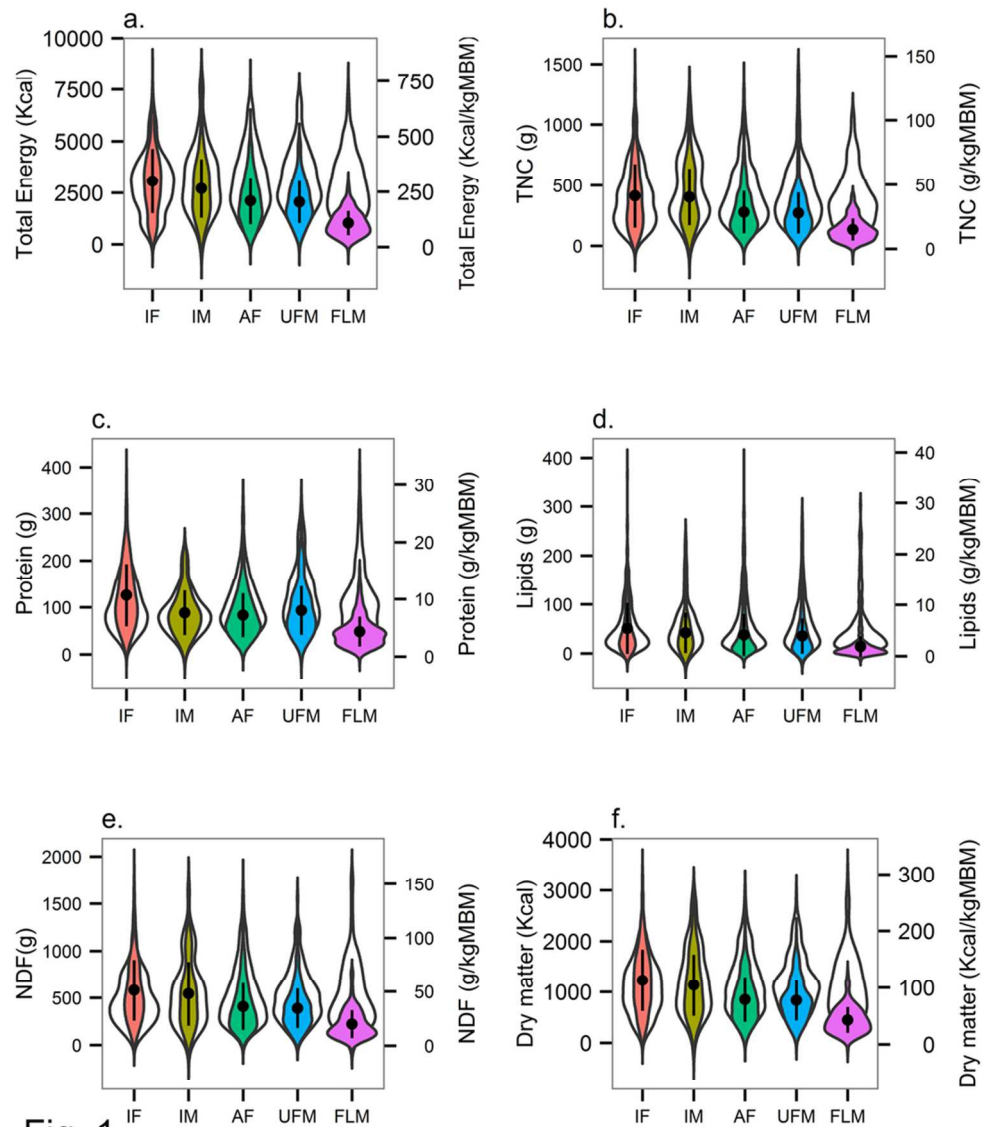 a.
10000
7500
5000
2500
0
Total Energy (Kcal)
750
500
250
0
Total Energy (Kcal/kgMBM)
IF IM AF UFM FLM
b.
1500
1000
500
0
TNC (g)
150
100
50
0
TNC (g/kgMBM)
IF IM AF UFM FLM
c.
400
300
200
100
0
Protein (g)
30
20
10
0
Protein (g/kgMBM)
IF IM AF UFM FLM
d.
400
300
200
100
0
Lipids (g)
40
30
20
10
0
Lipids (g/kgMBM)
IF IM AF UFM FLM
e.
2000
1500
1000
500
0
NDF(g)
150
100
50
0
NDF (g/kgMBM)
IF IM AF UFM FLM
f.
4000
3000
2000
1000
0
Dry matter (Kcal)
300
200
100
0
Dry matter (Kcal/kgMBM)
IF IM AF UFM FLM
Fig. 1